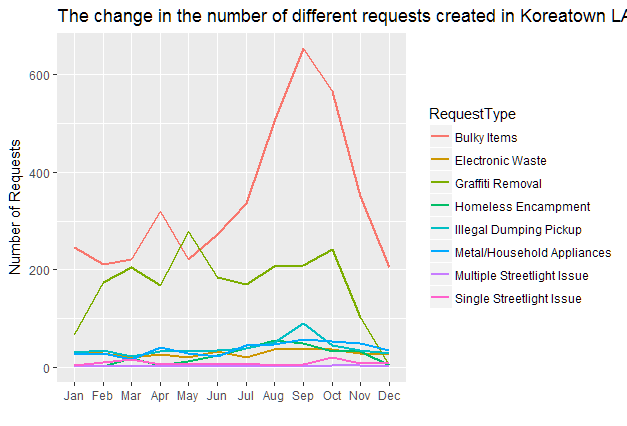 The change in the number of different requests created in Koreatown LA
Number of Requests
600
400
200
0
Jan Feb Mar Apr May Jun Jul Aug Sep Oct Nov Dec
RequestType
Bulky Items
Electronic Waste
Graffiti Removal
Homeless Encampment
Illegal Dumping Pickup
Metal/Household Appliances
Multiple Streetlight Issue
Single Streetlight Issue